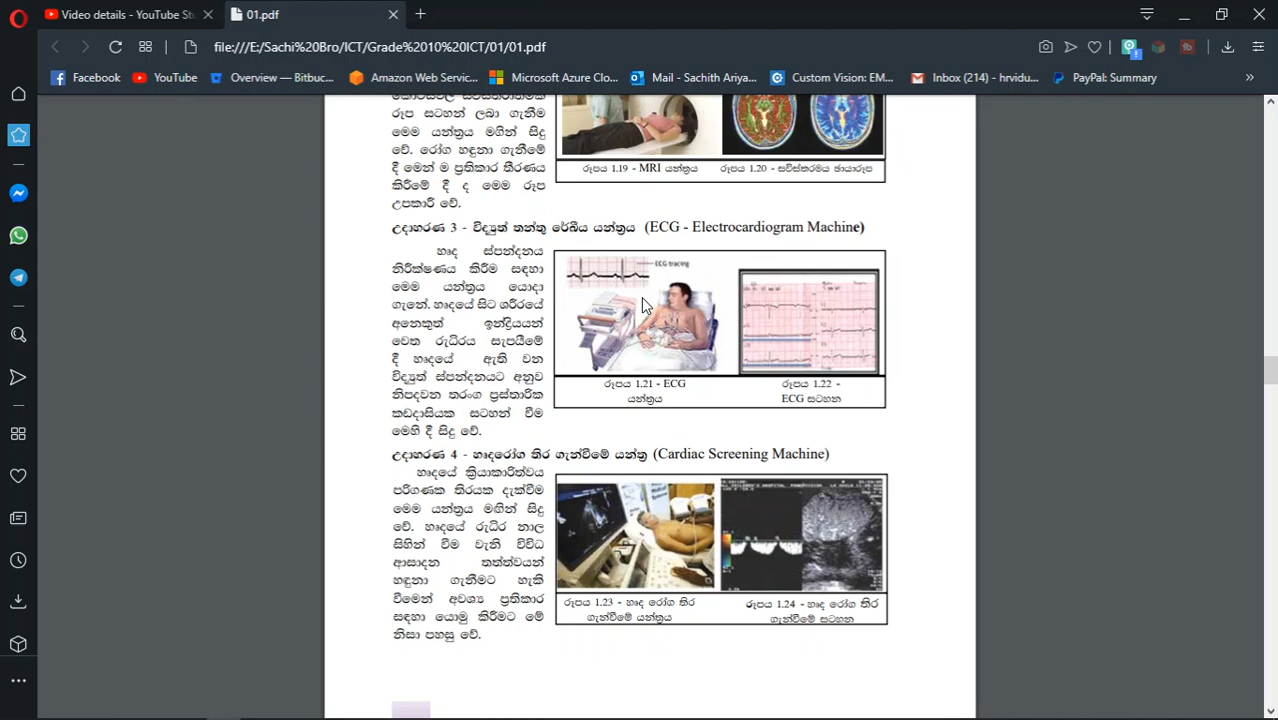 Video details - YouTube St
01.pdf
file:///E:/Sachi%20Bro/ICT/Grade%2010%20ICT/01/01.pdf
Facebook
YouTube
Overview — Bitbuc...
Amazon Web Servic...
Microsoft Azure Clo...
Mail - Sachith Ariya...
Custom Vision: EM...
Inbox (214) - hrvidu...
PayPal: Summary
»
රූප සටහන් ලබා ගැනීම
මෙම යන්ත්‍රය මගින් සිදු
වේ. රෝග හඳුනා ගැනීමේ
දී මෙන් ම ප්‍රතිකාර තීරණය
කිරීමේ දී ද මෙම රූප
උපකාරී වේ.
රූපය 1.19 - MRI යන්ත්‍රය
රූපය 1.20 - සවිස්තරමය ඡායාරූප
උදාහරණ 3 - විද්‍යුත් තන්තු රේඛීය යන්ත්‍රය (ECG - Electrocardiogram Machine)
හෘද ස්පන්දනය
නිරීක්ෂණය කිරීම සඳහා
මෙම යන්ත්‍රය යොදා
ගැනේ. හෘදයේ සිට ශරීරයේ
අනෙකුත් ඉන්ද්‍රියයන්
වෙත රුධිරය සැපයීමේ
දී හෘදයේ ඇති වන
විද්‍යුත් ස්පන්දනයට අනුව
නිපදවන තරංග ප්‍රස්තාරික
කඩදාසියක සටහන් වීම
මෙහි දී සිදු වේ.
ECG tracing
රූපය 1.21 - ECG
යන්ත්‍රය
රූපය 1.22 -
ECG සටහන
උදාහරණ 4 - හෘදරෝග තිර ගැන්වීමේ යන්ත්‍ර (Cardiac Screening Machine)
හෘදයේ ක්‍රියාකාරිත්වය
පරිගණක තිරයක දැක්වීම
මෙම යන්ත්‍රය මඟින් සිදු
වේ. හෘදයේ රුධිර නාල
සිහින් වීම වැනි විවිධ
ආසාදන තත්ත්වයන්
හඳුනා ගැනීමට හැකි
වීමෙන් අවශ්‍ය ප්‍රතිකාර
සඳහා යොමු කිරීමට මේ
නිසා පහසු වේ.
රූපය 1.23 - හෘද රෝග තිර
ගැන්වීමේ යන්ත්‍රය
රූපය 1.24 - හෘද රෝග තිර
ගැන්වීමේ සටහන